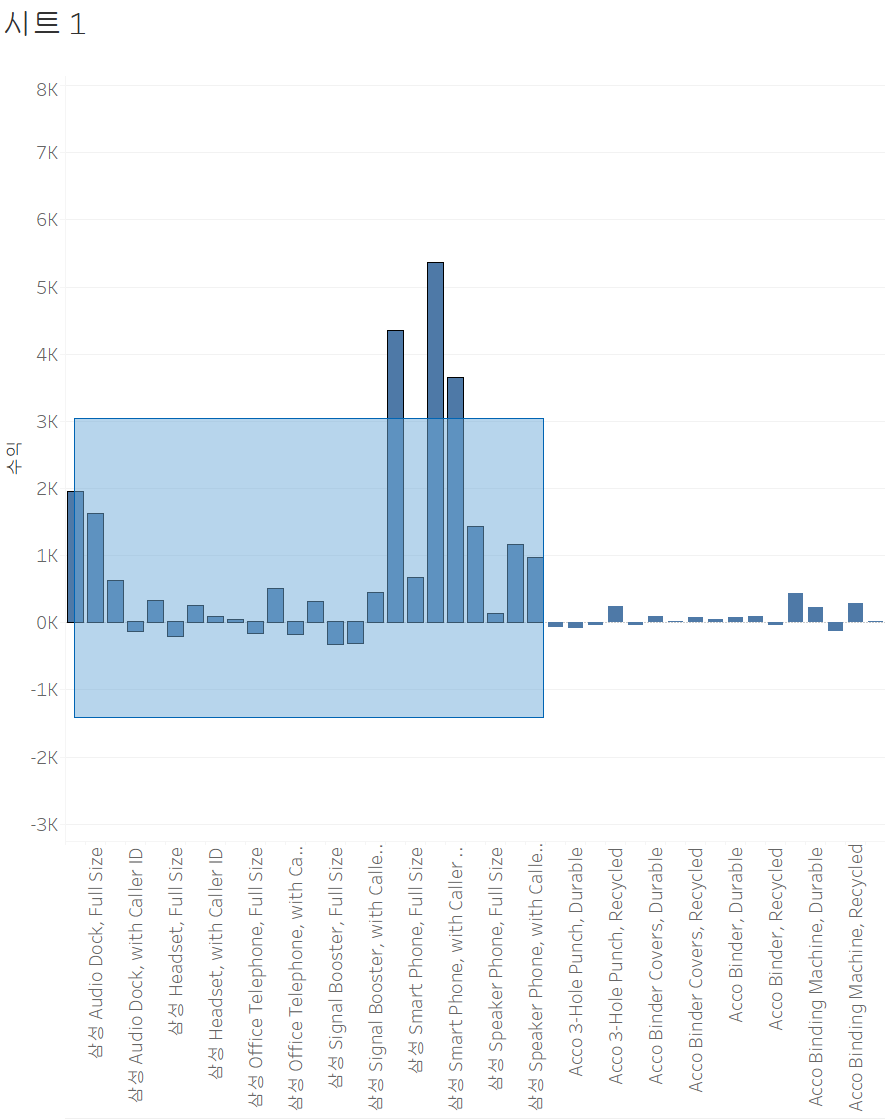 시트 1
8K
7K
6K
5K
4K
3K
2K
1K
0K
-1K
-2K
-3K
수익
삼성 Audio Dock, Full Size
삼성 Audio Dock, with Caller ID
삼성 Headset, Full Size
삼성 Headset, with Caller ID
삼성 Office Telephone, Full Size
삼성 Office Telephone, with Ca..
삼성 Signal Booster, Full Size
삼성 Signal Booster, with Calle..
삼성 Smart Phone, Full Size
삼성 Smart Phone, with Caller ..
삼성 Speaker Phone, Full Size
삼성 Speaker Phone, with Calle..
Acco 3-Hole Punch, Durable
Acco 3-Hole Punch, Recycled
Acco Binder Covers, Durable
Acco Binder Covers, Recycled
Acco Binder, Durable
Acco Binder, Recycled
Acco Binding Machine, Durable
Acco Binding Machine, Recycled